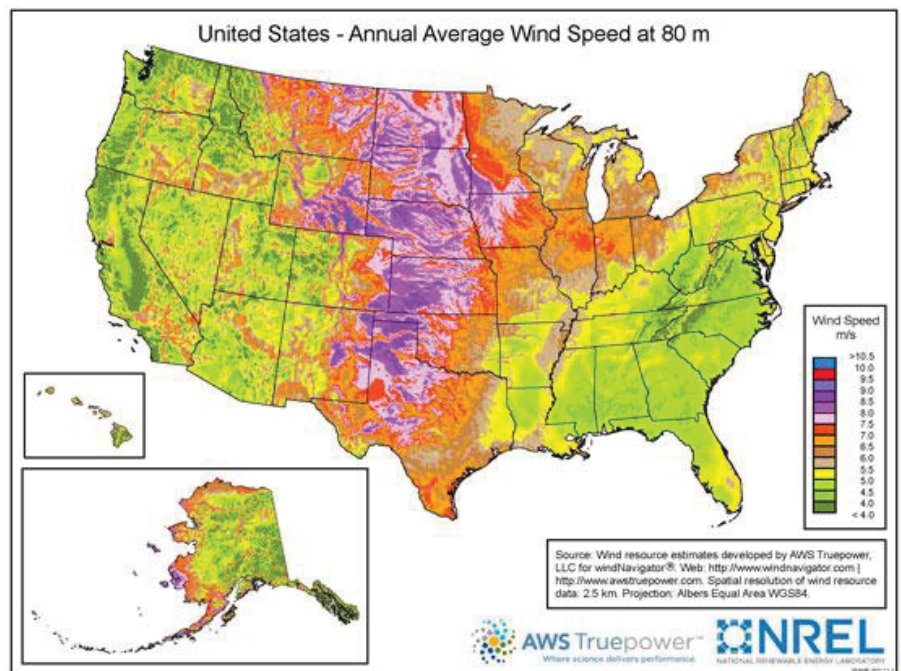 United States - Annual Average Wind Speed at 80 m
Wind Speed
m/s
>10.5
10.0
9.5
9.0
8.5
8.0
7.5
7.0
6.5
6.0
5.5
5.0
4.5
4.0
< 4.0
Source: Wind resource estimates developed by AWS Truepower,
LLC for windNavigator®. Web: http://www.windnavigator.com |
http://www.awstruepower.com. Spatial resolution of wind resource
data: 2.5 km. Projection: Albers Equal Area WGS84.
AWS Truepower™
Where science delivers performance.
NREL
NATIONAL RENEWABLE ENERGY LABORATORY